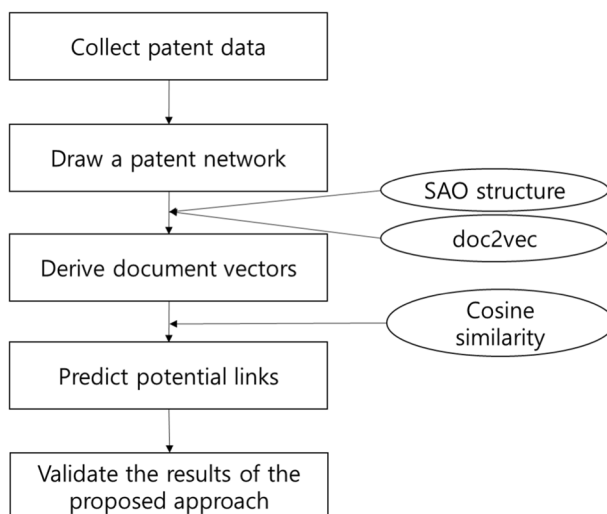 Collect patent data
Draw a patent network
SAO structure
doc2vec
Derive document vectors
Cosine
similarity
Predict potential links
Validate the results of the
proposed approach